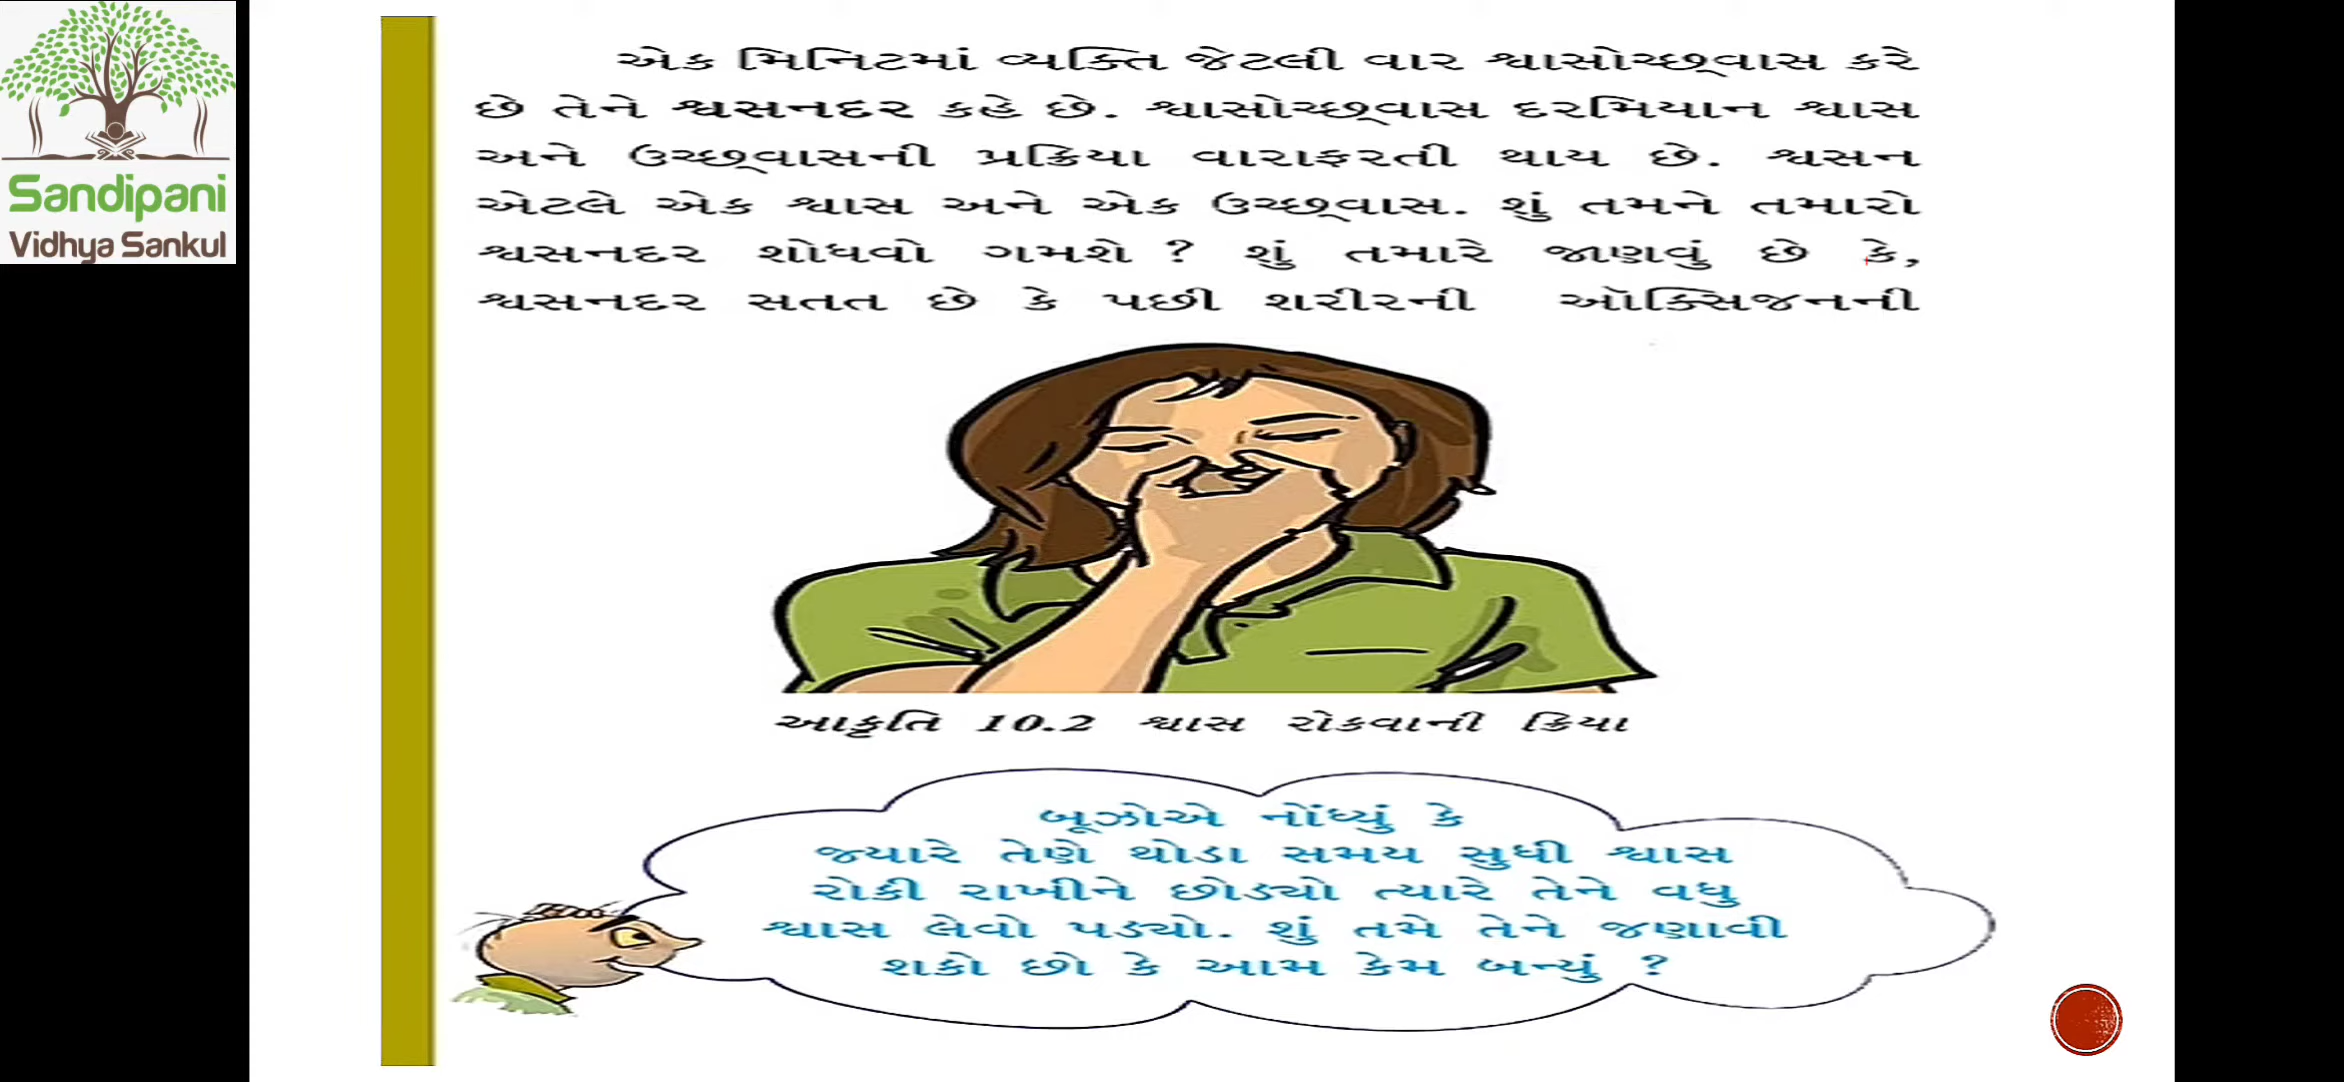 Sandipani
Vidhya Sankul
એક મિનિટમાં વ્યક્તિ જેટલી વાર શ્વાસોચ્છ્વાસ કરે
છે તેને શ્વસનદર કહે છે. શ્વાસોચ્છ્વાસ દરમિયાન શ્વાસ
અને ઉચ્છ્વાસની પ્રક્રિયા વારાફરતી થાય છે. શ્વસન
એટલે એક શ્વાસ અને એક ઉચ્છ્વાસ. શું તમને તમારો
શ્વસનદર શોધવો ગમશે ? શું તમારે જાણવું છે કે,
શ્વસનદર સતત છે કે પછી શરીરની ઑક્સિજનની
આકૃતિ 10.2 શ્વાસ રોકવાની ક્રિયા
બૂઝોએ નોંધ્યું કે
જ્યારે તેણે થોડા સમય સુધી શ્વાસ
રોકી રાખીને છોડ્યો ત્યારે તેને વધુ
શ્વાસ લેવો પડ્યો. શું તમે તેને જણાવી
શકો છો કે આમ કેમ બન્યું ?